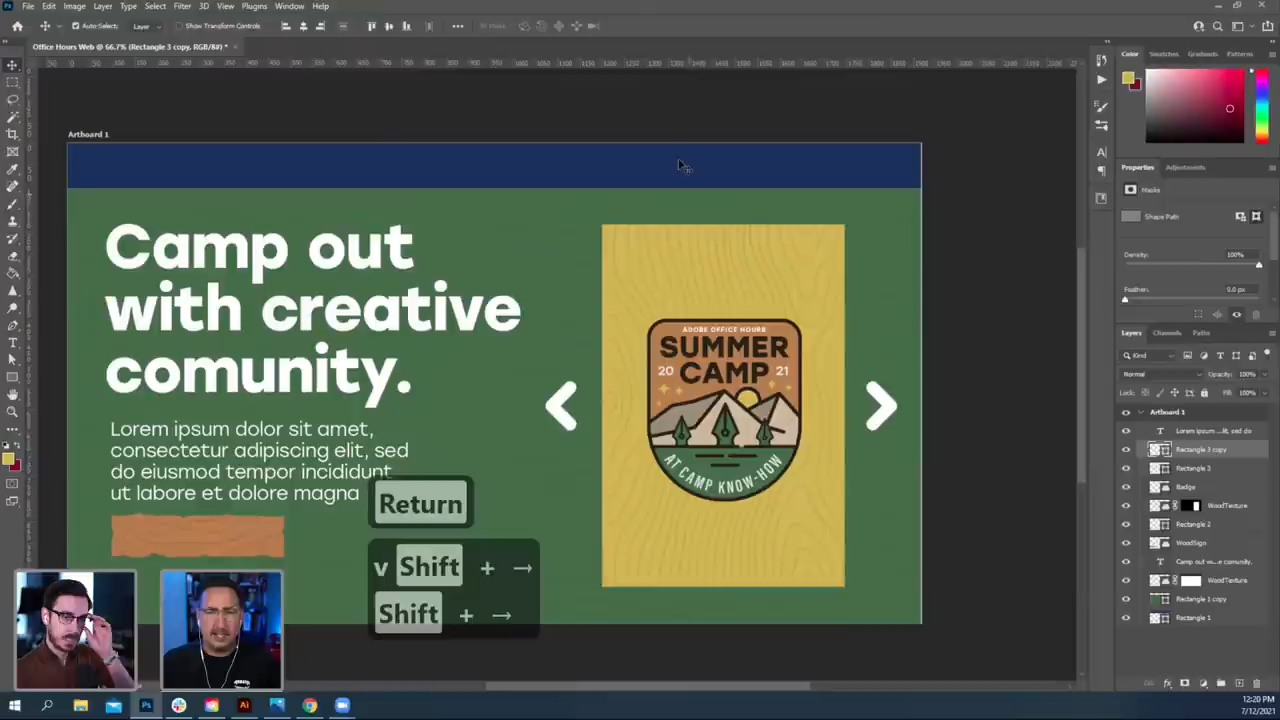 File Edit Image Layer Type Select Filter 3D View Plugins Window Help
Auto-Select: Layer Show Transform Controls
Office Hours Web @ 66.7% (Rectangle 3 copy, RGB/8#) *
Artboard 1
Camp out
with creative
comunity.
Lorem ipsum dolor sit amet,
consectetur adipiscing elit, sed
do eiusmod tempor incididunt
ut labore et dolore magna
ADOBE OFFICE HOURS
SUMMER
20 CAMP 21
AT CAMP KNOW-HOW
Return
v Shift + →
Shift + →
Color Swatches Gradients Patterns
Properties Adjustments
Masks
Shape Path
Density: 100%
Feather: 0.0 px
Layers Channels Paths
Kind
Normal Opacity: 100%
Lock: Fill: 100%
Artboard 1
Lorem ipsum ... elit, sed do
Rectangle 3 copy
Rectangle 3
Badge
WoodTexture
Rectangle 2
WoodSign
Camp out w... e comunity.
WoodTexture
Rectangle 1 copy
Rectangle 1
12:20 PM
7/12/2021